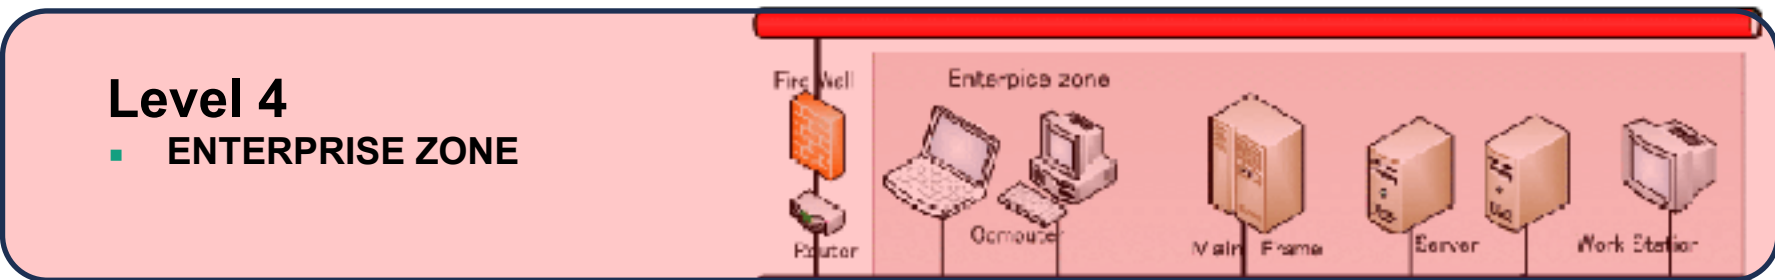 Level 4
ENTERPRISE ZONE
Fire Wall
Enterpice zone
Router
Computer
Main Frame
Server
Work Station